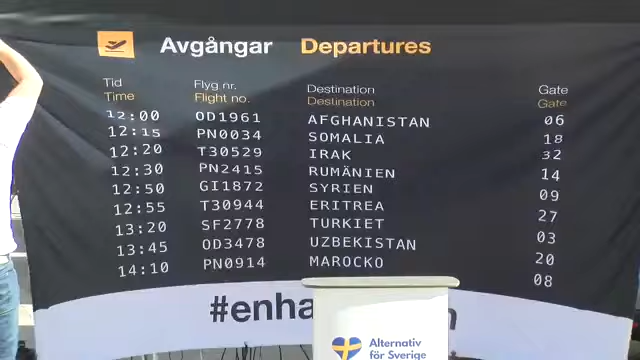 Avgångar Departures
Tid Flyg nr. Destination Gate
Time Flight no. Destination Gate
12:00 OD1961 AFGHANISTAN 06
12:15 PN0034 SOMALIA 18
12:20 T30529 IRAK 32
12:30 PN2415 RUMÄNIEN 14
12:50 GI1872 SYRIEN 09
12:55 T30944 ERITREA 27
13:20 SF2778 TURKIET 03
13:45 OD3478 UZBEKISTAN 20
14:10 PN0914 MAROCKO 08
Alternativ
för Sverige